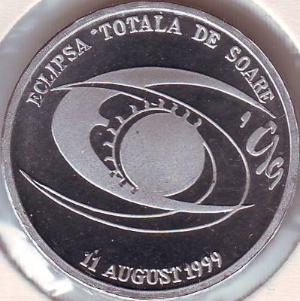 ECLIPSA TOTALA DE SOARE
11 AUGUST 1999